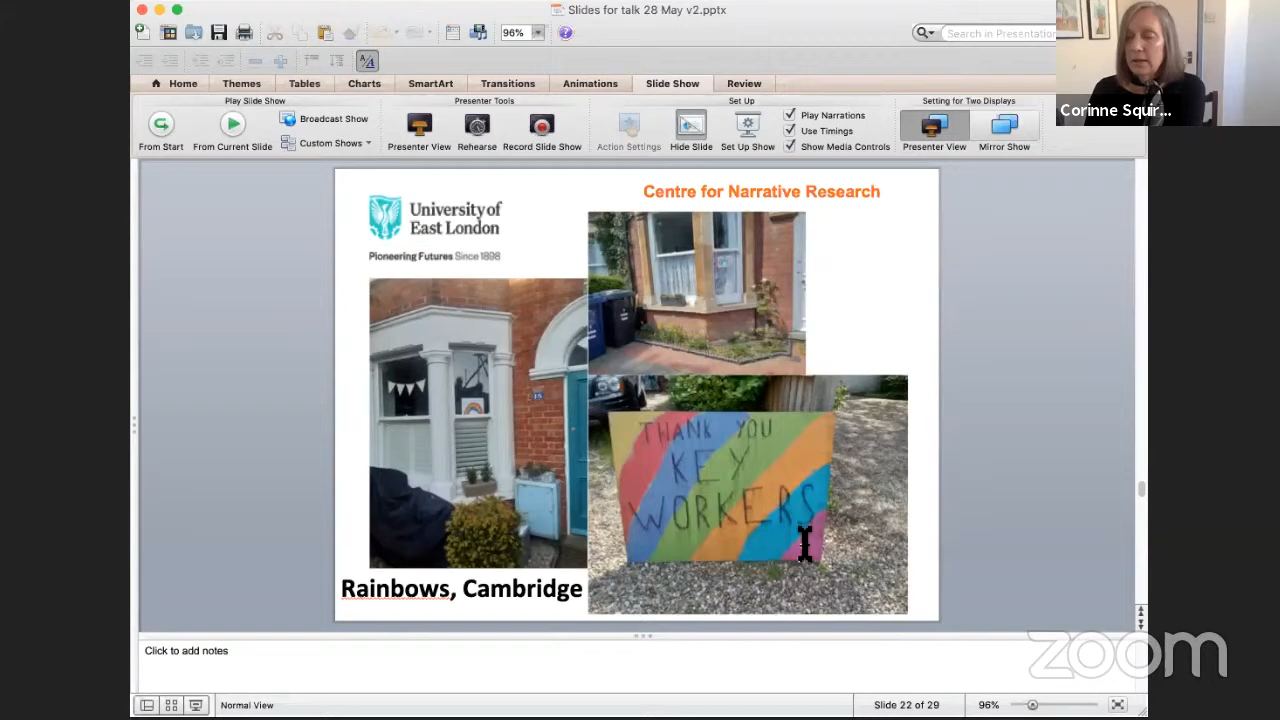 Slides for talk 28 May v2.pptx
96%
Search in Presentation
Home Themes Tables Charts SmartArt Transitions Animations Slide Show Review
Play Slide Show Presenter Tools Set Up Setting for Two Displays
From Start From Current Slide Broadcast Show Custom Shows Presenter View Rehearse Record Slide Show Action Settings Hide Slide Set Up Show Play Narrations Use Timings Show Media Controls Presenter View Mirror Show
Corinne Squir...
University of
East London
Pioneering Futures Since 1898
Centre for Narrative Research
THANK YOU
KEY
WORKERS
Rainbows, Cambridge
Click to add notes
zoom
Normal View Slide 22 of 29 96%